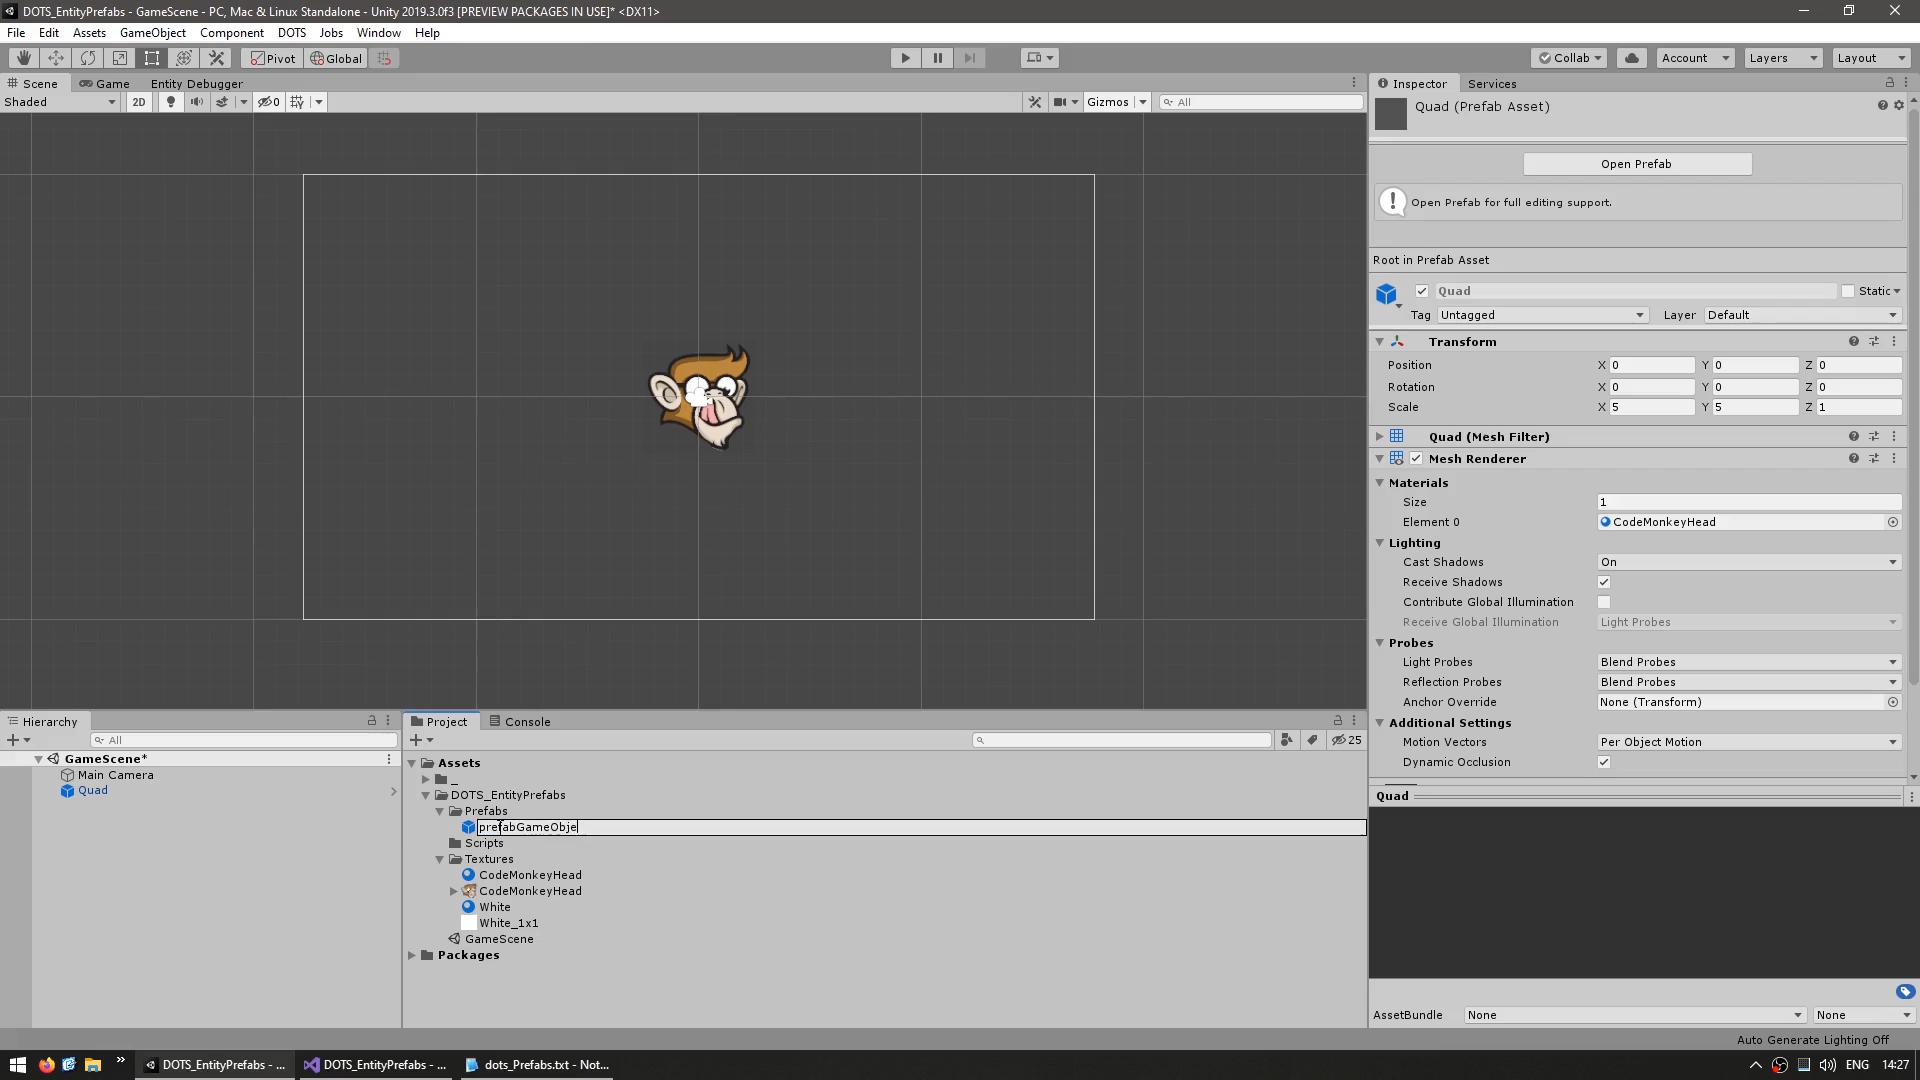 DOTS_EntityPrefabs - GameScene - PC, Mac & Linux Standalone - Unity 2019.3.0f3 [PREVIEW PACKAGES IN USE]* <DX11>
File Edit Assets GameObject Component DOTS Jobs Window Help
Pivot Global Collab Account Layers Layout
Scene Game Entity Debugger
Shaded 2D 0 Gizmos All
Inspector Services
Quad (Prefab Asset)
Open Prefab
Open Prefab for full editing support.
Root in Prefab Asset
Quad Static
Tag Untagged Layer Default
Transform
Position X 0 Y 0 Z 0
Rotation X 0 Y 0 Z 0
Scale X 5 Y 5 Z 1
Quad (Mesh Filter)
Mesh Renderer
Materials
Size 1
Element 0 CodeMonkeyHead
Lighting
Cast Shadows On
Receive Shadows
Contribute Global Illumination
Receive Global Illumination Light Probes
Probes
Light Probes Blend Probes
Reflection Probes Blend Probes
Anchor Override None (Transform)
Additional Settings
Motion Vectors Per Object Motion
Dynamic Occlusion
Quad
AssetBundle None None
Hierarchy
All
GameScene*
Main Camera
Quad
Project Console
25
Assets
_
DOTS_EntityPrefabs
Prefabs
prefabGameObje
Scripts
Textures
CodeMonkeyHead
CodeMonkeyHead
White
White_1x1
GameScene
Packages
Auto Generate Lighting Off
DOTS_EntityPrefabs - ... DOTS_EntityPrefabs - ... dots_Prefabs.txt - Not... ENG 14:27